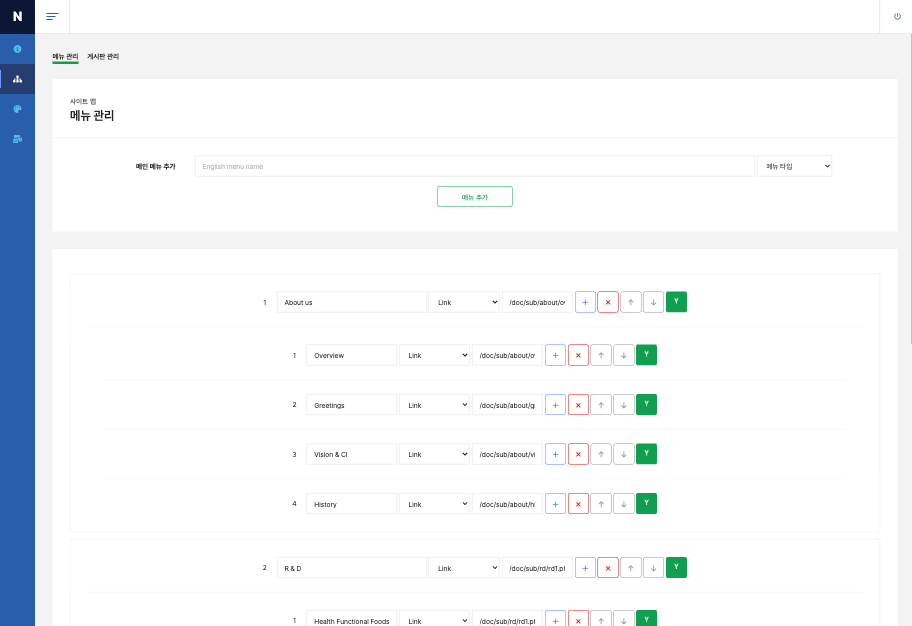 N
메뉴 관리 게시판 관리
사이트 맵
메뉴 관리
메인 메뉴 추가 English menu name 메뉴 타입
메뉴 추가
1 About us Link /doc/sub/about/o Y
1 Overview Link /doc/sub/about/o Y
2 Greetings Link /doc/sub/about/g Y
3 Vision & CI Link /doc/sub/about/vi Y
4 History Link /doc/sub/about/hi Y
2 R & D Link /doc/sub/rd/rd1.pl Y
1 Health Functional Foods Link /doc/sub/rd/rd1.pl Y